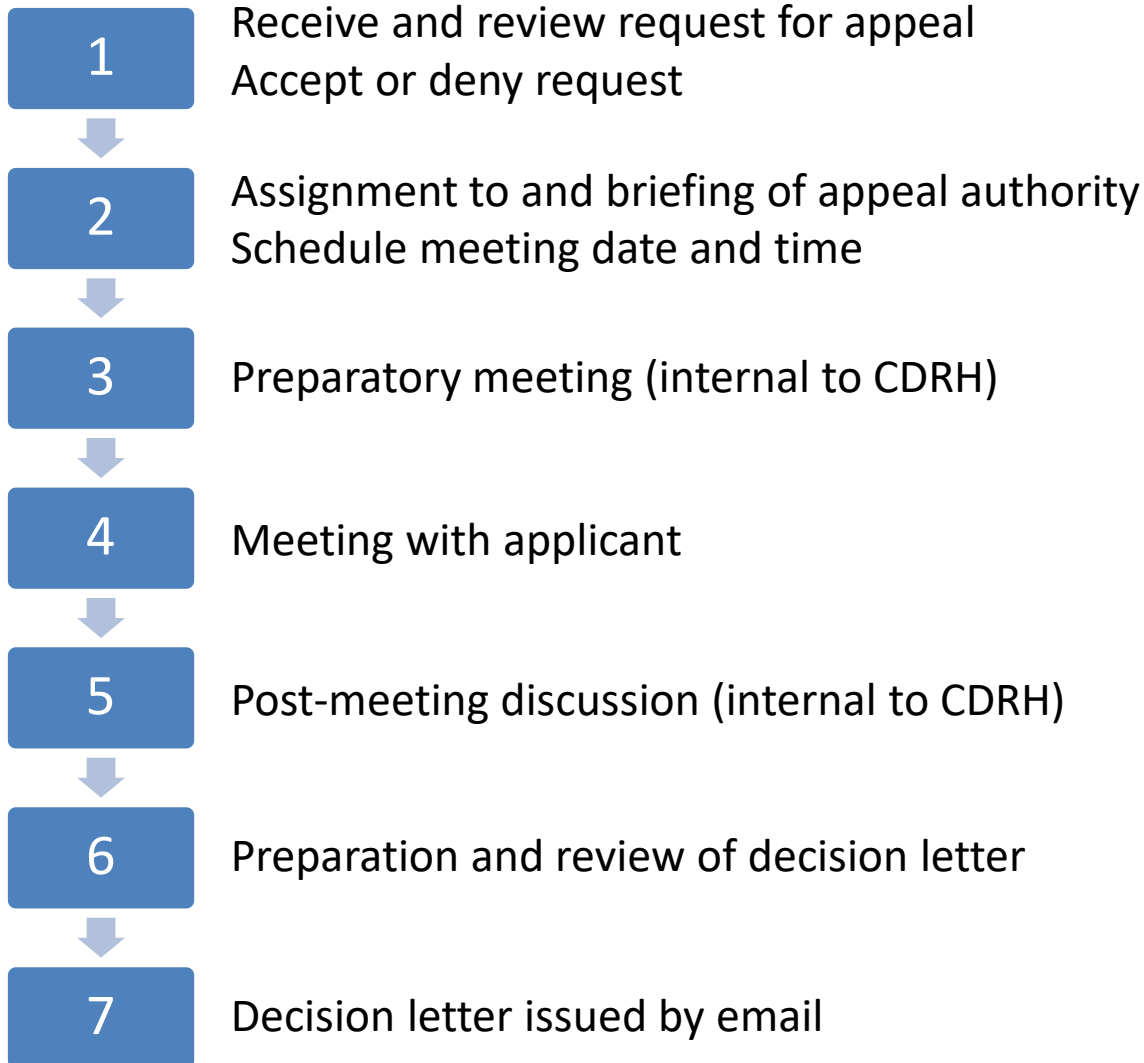 1
Receive and review request for appeal
Accept or deny request
2
Assignment to and briefing of appeal authority
Schedule meeting date and time
3
Preparatory meeting (internal to CDRH)
4
Meeting with applicant
5
Post-meeting discussion (internal to CDRH)
6
Preparation and review of decision letter
7
Decision letter issued by email